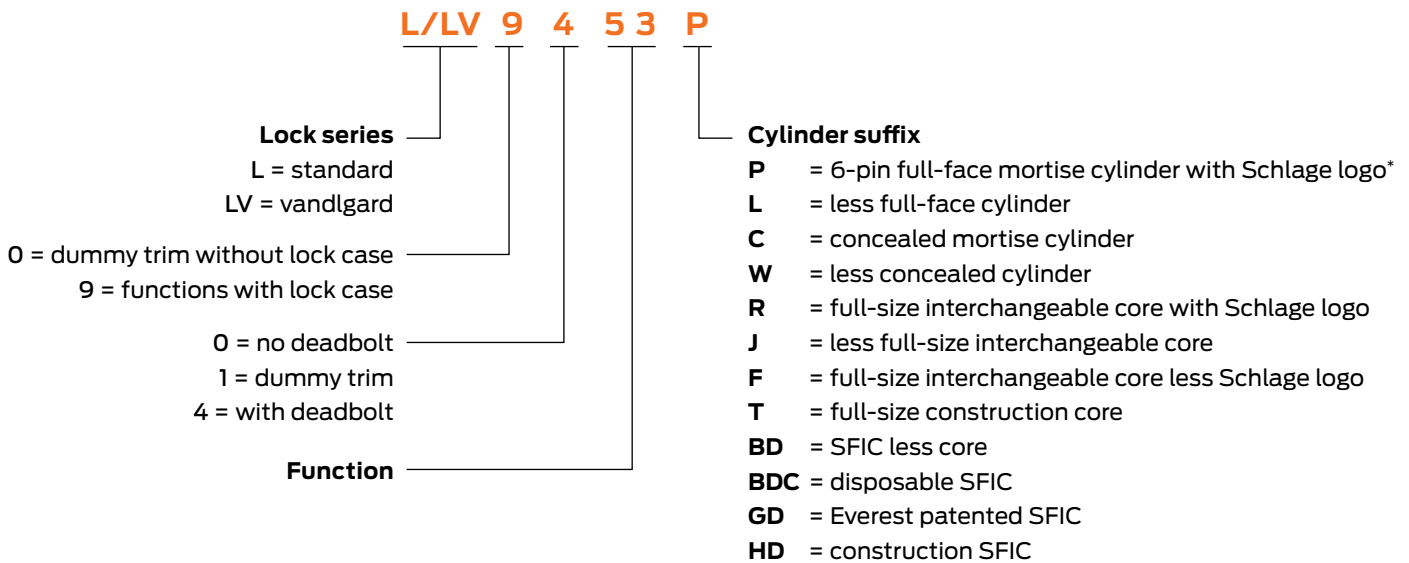 L/LV 9 4 5 3 P
Lock series
L = standard
LV = vandlgard
0 = dummy trim without lock case
9 = functions with lock case
0 = no deadbolt
1 = dummy trim
4 = with deadbolt
Function
Cylinder suffix
P = 6-pin full-face mortise cylinder with Schlage logo*
L = less full-face cylinder
C = concealed mortise cylinder
W = less concealed cylinder
R = full-size interchangeable core with Schlage logo
J = less full-size interchangeable core
F = full-size interchangeable core less Schlage logo
T = full-size construction core
BD = SFIC less core
BDC = disposable SFIC
GD = Everest patented SFIC
HD = construction SFIC